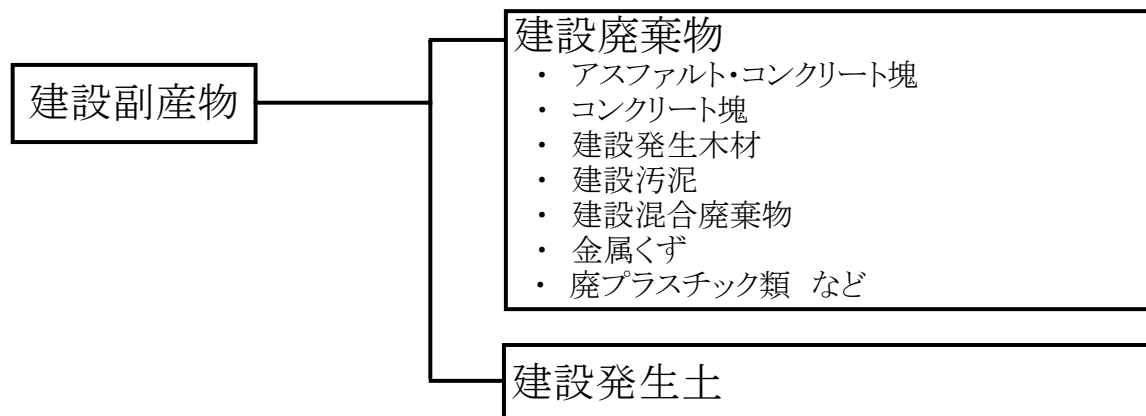 建設副産物
建設廃棄物
・ アスファルト・コンクリート塊
・ コンクリート塊
・ 建設発生木材
・ 建設汚泥
・ 建設混合廃棄物
・ 金属くず
・ 廃プラスチック類　など
建設発生土